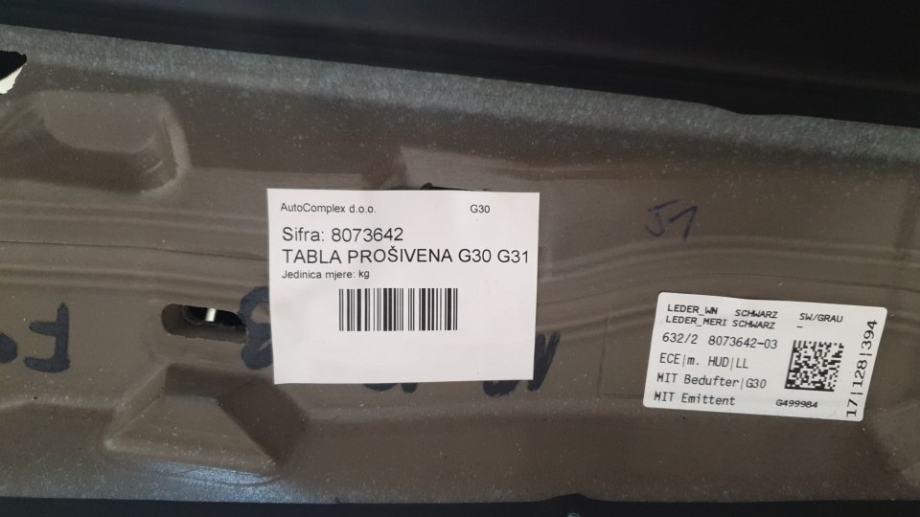 AutoComplex d.o.o. G30
Sifra: 8073642
TABLA PROŠIVENA G30 G31
Jedinica mjere: kg
J1
LEDER_WN SCHWARZ SW/GRAU
LEDER_MERI SCHWARZ -
632/2 8073642-03
ECE|m. HUD|LL
MIT Bedufter|G30
MIT Emittent G499984
17|128|394